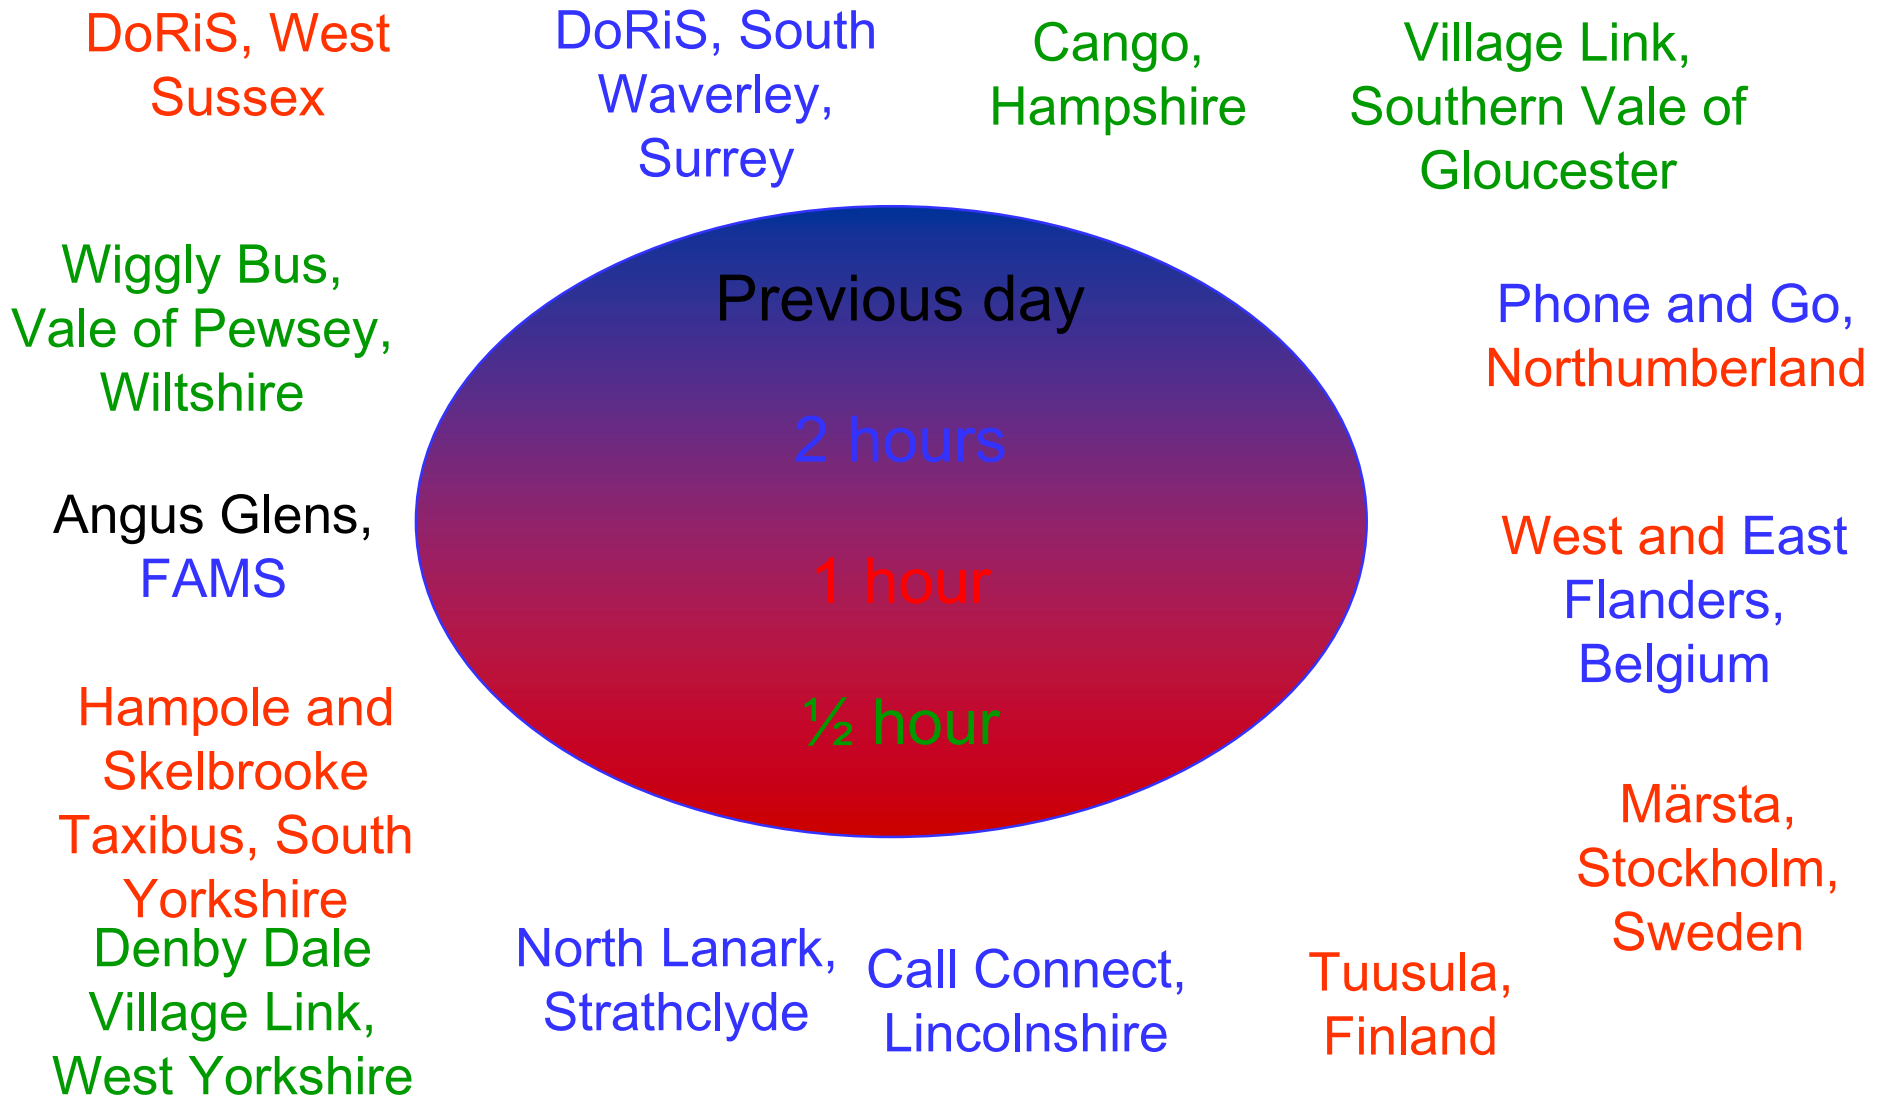 DoRiS, West
Sussex
DoRiS, South
Waverley,
Surrey
Cango,
Hampshire
Village Link,
Southern Vale of
Gloucester
Wiggly Bus,
Vale of Pewsey,
Wiltshire
Previous day
2 hours
1 hour
½ hour
Phone and Go,
Northumberland
Angus Glens,
FAMS
West and East
Flanders,
Belgium
Hampole and
Skelbrooke
Taxibus, South
Yorkshire
Märsta,
Stockholm,
Sweden
Denby Dale
Village Link,
West Yorkshire
North Lanark,
Strathclyde
Call Connect,
Lincolnshire
Tuusula,
Finland